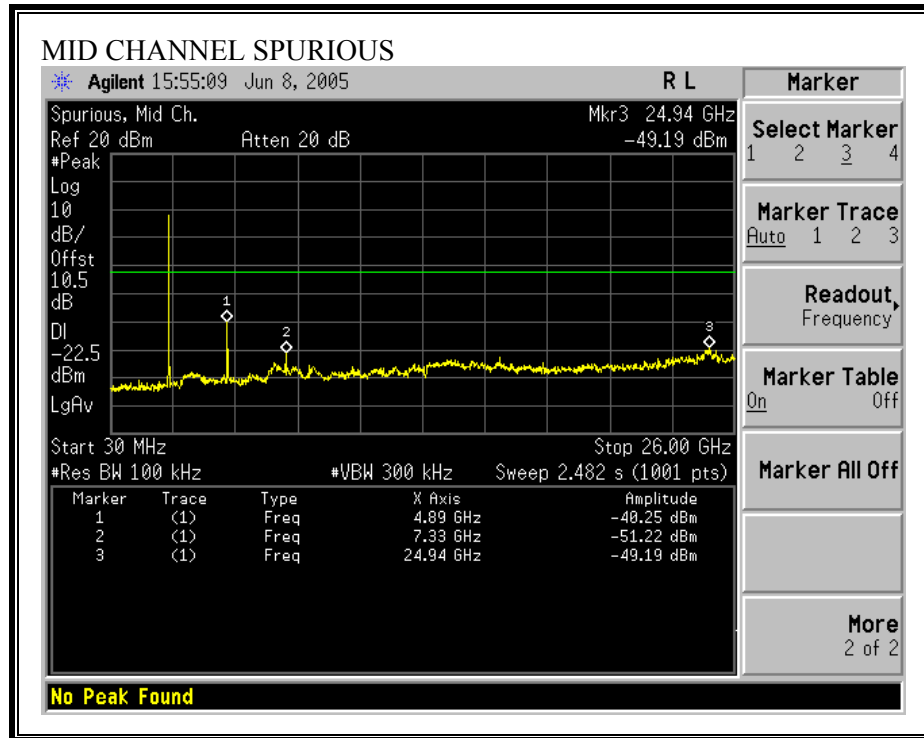 MID CHANNEL SPURIOUS
Agilent 15:55:09 Jun 8, 2005 R L
Spurious, Mid Ch. Mkr3 24.94 GHz
Ref 20 dBm Atten 20 dB -49.19 dBm
#Peak
Log
10
dB/
Offst
10.5
dB
DI
-22.5
dBm
LgAv
1
2
3
Start 30 MHz Stop 26.00 GHz
#Res BW 100 kHz #VBW 300 kHz Sweep 2.482 s (1001 pts)
Marker Trace Type X Axis Amplitude
1 (1) Freq 4.89 GHz -40.25 dBm
2 (1) Freq 7.33 GHz -51.22 dBm
3 (1) Freq 24.94 GHz -49.19 dBm
No Peak Found
Marker
Select Marker
1 2 3 4
Marker Trace
Auto 1 2 3
Readout
Frequency
Marker Table
On Off
Marker All Off
More
2 of 2